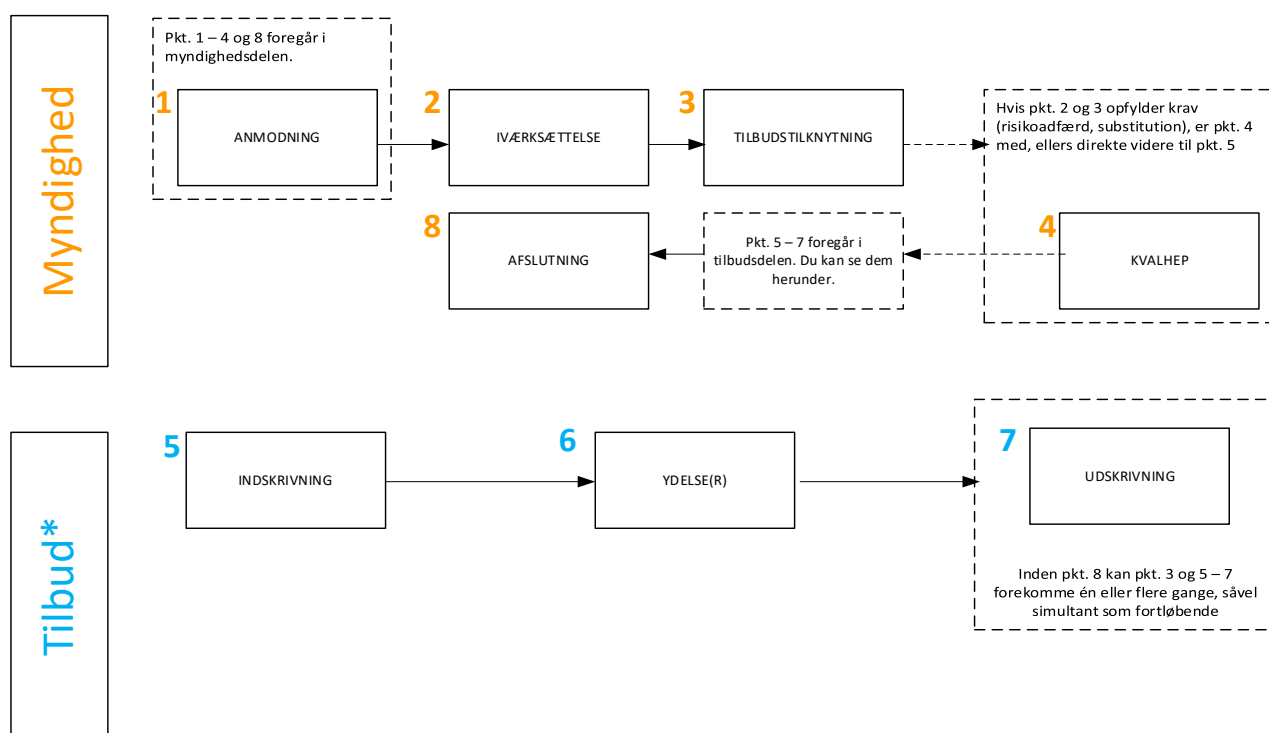 Myndighed
Pkt. 1 – 4 og 8 foregår i
myndighedsdelen.
1
ANMODNING
2
IVÆRKSÆTTELSE
3
TILBUDSTILKNYTNING
Hvis pkt. 2 og 3 opfylder krav
(risikoadfærd, substitution), er pkt. 4
med, ellers direkte videre til pkt. 5
4
KVALHEP
Pkt. 5 – 7 foregår i
tilbudsdelen. Du kan se dem
herunder.
8
AFSLUTNING
Tilbud*
5
INDSKRIVNING
6
YDELSE(R)
7
UDSKRIVNING
Inden pkt. 8 kan pkt. 3 og 5 – 7
forekomme én eller flere gange, såvel
simultant som fortløbende